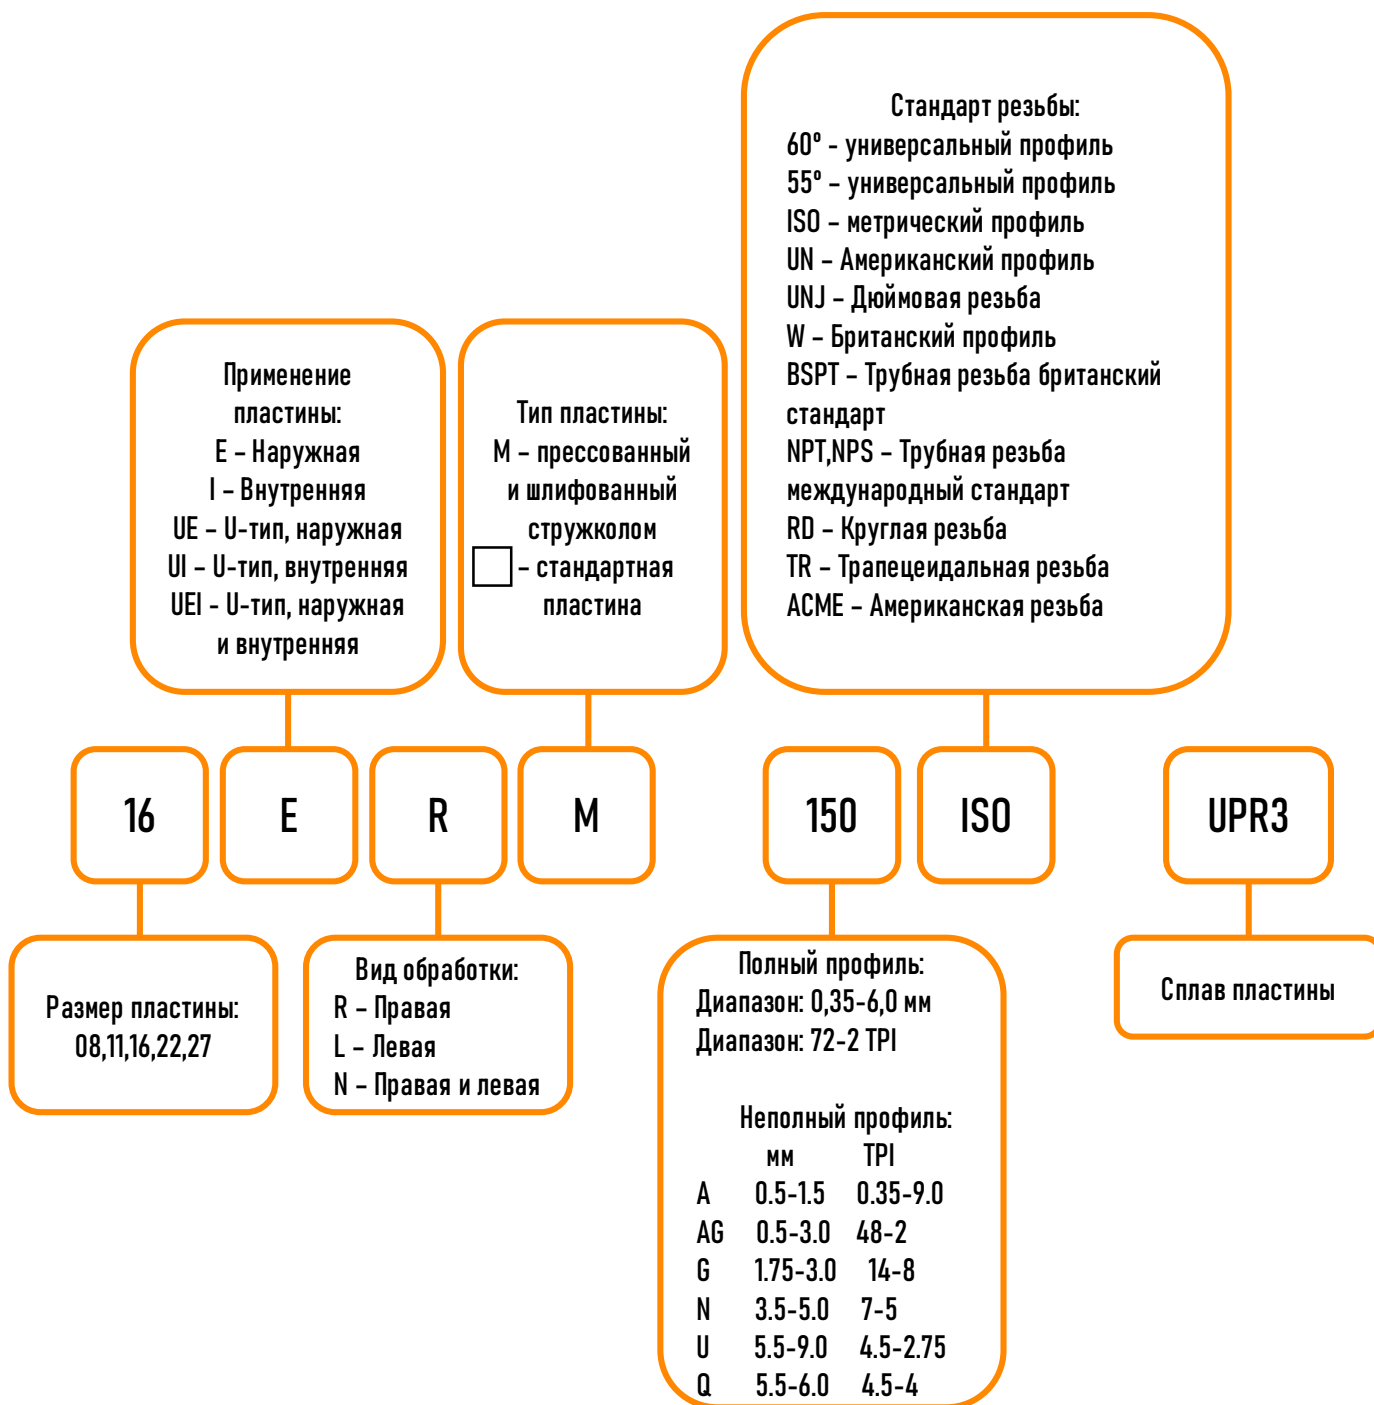 Стандарт резьбы:
60° - универсальный профиль
55° – универсальный профиль
ISO – метрический профиль
UN – Американский профиль
UNJ – Дюймовая резьба
W – Британский профиль
BSPT – Трубная резьба британский
стандарт
NPT,NPS – Трубная резьба
международный стандарт
RD – Круглая резьба
TR – Трапецеидальная резьба
ACME – Американская резьба
Применение
пластины:
E – Наружная
I – Внутренняя
UE – U-тип, наружная
UI – U-тип, внутренняя
UEI - U-тип, наружная
и внутренняя
Тип пластины:
M – прессованный
и шлифованный
стружколом
– стандартная
пластина
16
E
R
M
150
ISO
UPR3
Размер пластины:
08,11,16,22,27
Вид обработки:
R – Правая
L – Левая
N – Правая и левая
Полный профиль:
Диапазон: 0,35-6,0 мм
Диапазон: 72-2 TPI
Неполный профиль:
мм TPI
A 0.5-1.5 0.35-9.0
AG 0.5-3.0 48-2
G 1.75-3.0 14-8
N 3.5-5.0 7-5
U 5.5-9.0 4.5-2.75
Q 5.5-6.0 4.5-4
Сплав пластины